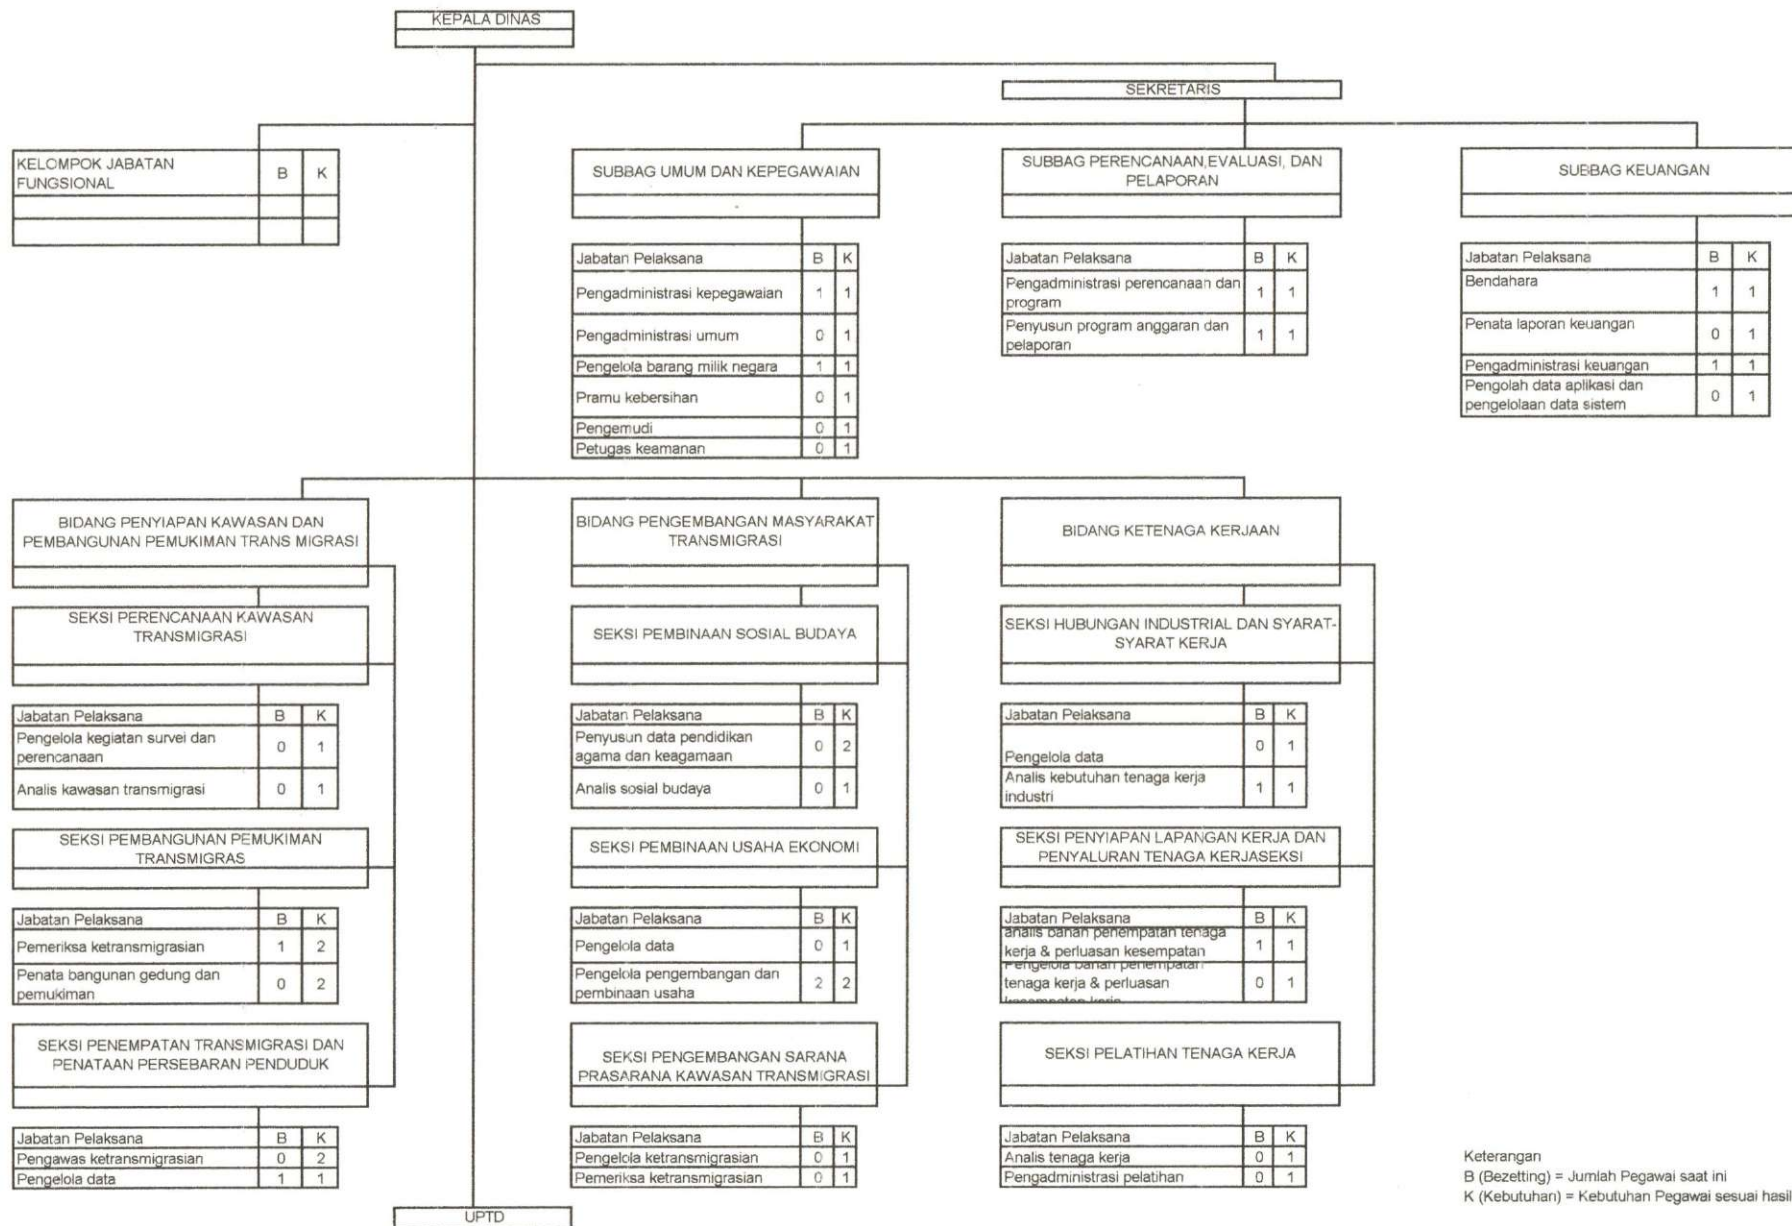 KEPALA DINAS
SEKRETARIS
KELOMPOK JABATAN
FUNGSIONAL
B K
SUBBAG UMUM DAN KEPEGAWAIAN
SUBBAG PERENCANAAN,EVALUASI, DAN
PELAPORAN
SUBBAG KEUANGAN
Jabatan Pelaksana B K
Pengadministrasi kepegawaian 1 1
Pengadministrasi umum 0 1
Pengelola barang milik negara 1 1
Pramu kebersihan 0 1
Pengemudi 0 1
Petugas keamanan 0 1
Jabatan Pelaksana B K
Pengadministrasi perencanaan dan
program 1 1
Penyusun program anggaran dan
pelaporan 1 1
Jabatan Pelaksana B K
Bendahara 1 1
Penata laporan keuangan 0 1
Pengadministrasi keuangan 1 1
Pengolah data aplikasi dan
pengelolaan data sistem 0 1
BIDANG PENYIAPAN KAWASAN DAN
PEMBANGUNAN PEMUKIMAN TRANS MIGRASI
SEKSI PERENCANAAN KAWASAN
TRANSMIGRASI
Jabatan Pelaksana B K
Pengelola kegiatan survei dan
perencanaan 0 1
Analis kawasan transmigrasi 0 1
SEKSI PEMBANGUNAN PEMUKIMAN
TRANSMIGRAS
Jabatan Pelaksana B K
Pemeriksa ketransmigrasian 1 2
Penata bangunan gedung dan
pemukiman 0 2
SEKSI PENEMPATAN TRANSMIGRASI DAN
PENATAAN PERSEBARAN PENDUDUK
Jabatan Pelaksana B K
Pengawas ketransmigrasian 0 2
Pengelola data 1 1
BIDANG PENGEMBANGAN MASYARAKAT
TRANSMIGRASI
SEKSI PEMBINAAN SOSIAL BUDAYA
Jabatan Pelaksana B K
Penyusun data pendidikan
agama dan keagamaan 0 2
Analis sosial budaya 0 1
SEKSI PEMBINAAN USAHA EKONOMI
Jabatan Pelaksana B K
Pengelola data 0 1
Pengelola pengembangan dan
pembinaan usaha 2 2
SEKSI PENGEMBANGAN SARANA
PRASARANA KAWASAN TRANSMIGRASI
Jabatan Pelaksana B K
Pengelola ketransmigrasian 0 1
Pemeriksa ketransmigrasian 0 1
BIDANG KETENAGA KERJAAN
SEKSI HUBUNGAN INDUSTRIAL DAN SYARAT-
SYARAT KERJA
Jabatan Pelaksana B K
Pengelola data 0 1
Analis kebutuhan tenaga kerja
industri 1 1
SEKSI PENYIAPAN LAPANGAN KERJA DAN
PENYALURAN TENAGA KERJASEKSI
Jabatan Pelaksana B K
analis bahan penempatan tenaga
kerja & perluasan kesempatan 1 1
Pengelola bahan penempatan
tenaga kerja & perluasan 0 1
kesempatan kerja
SEKSI PELATIHAN TENAGA KERJA
Jabatan Pelaksana B K
Analis tenaga kerja 0 1
Pengadministrasi pelatihan 0 1
UPTD
Keterangan
B (Bezetting) = Jumlah Pegawai saat ini
K (Kebutuhan) = Kebutuhan Pegawai sesuai hasil